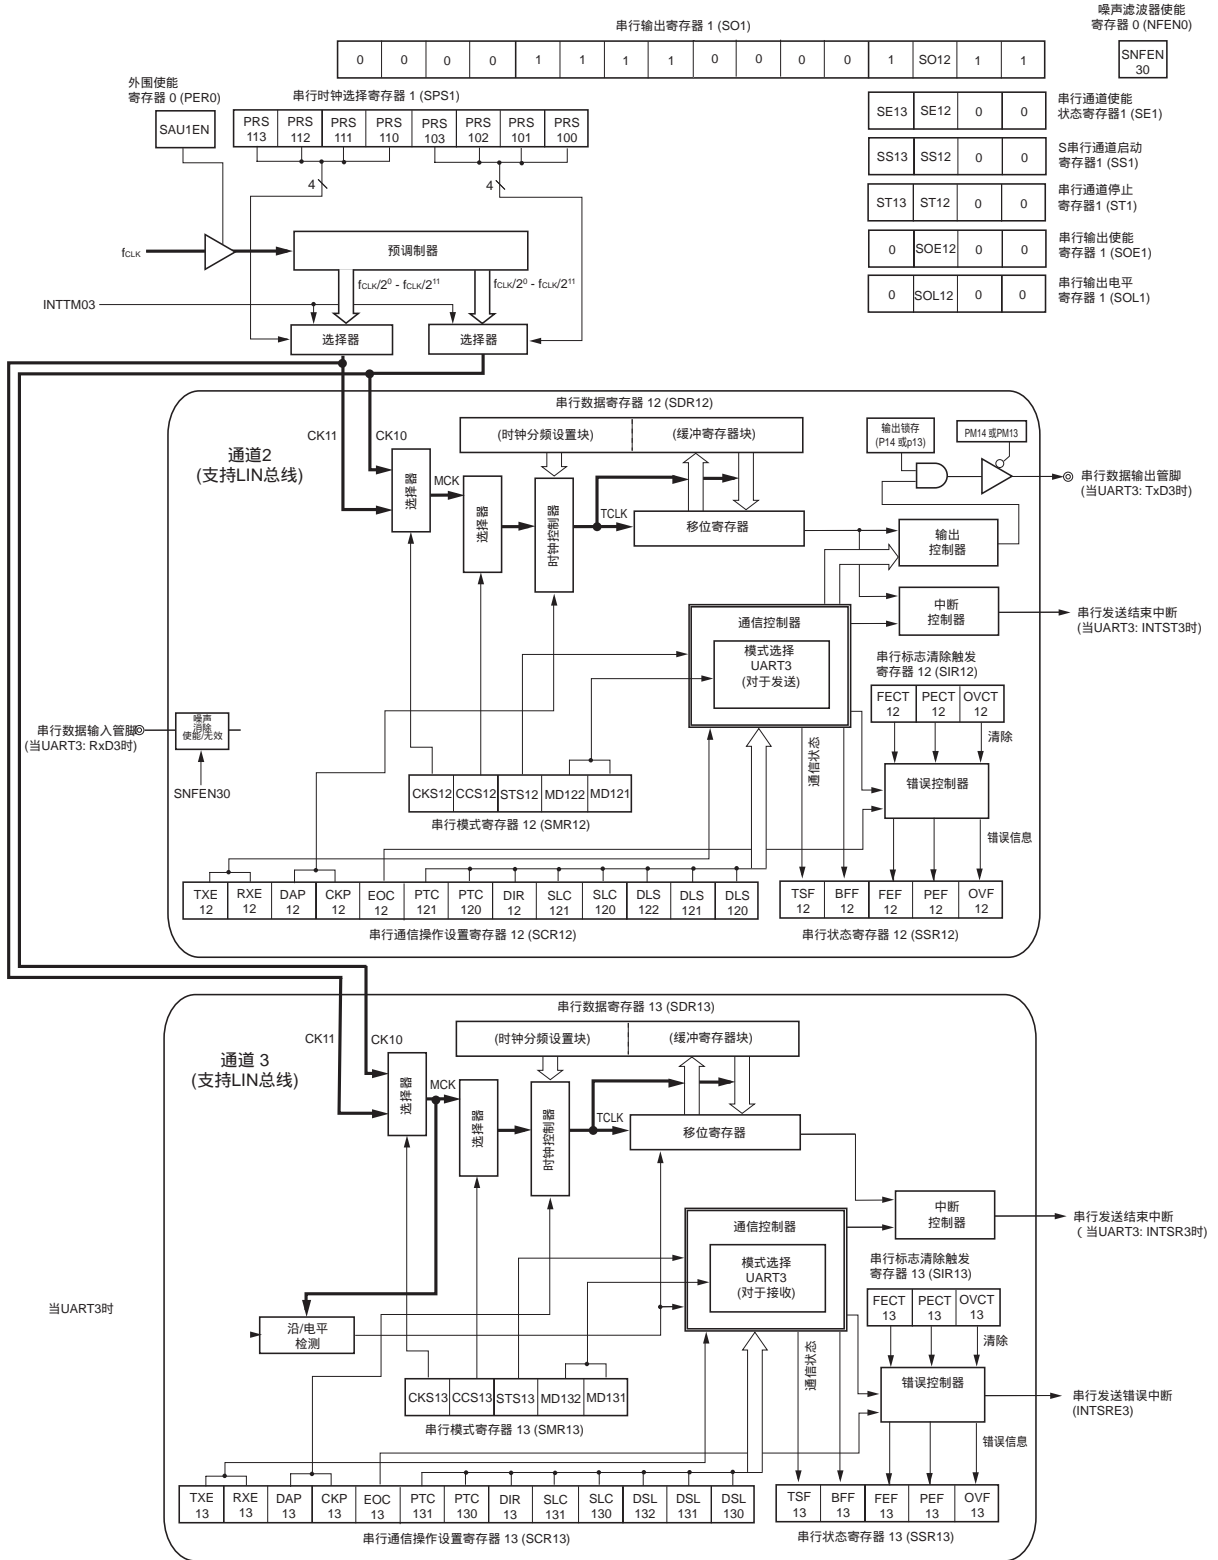 串行输出寄存器 1 (SO1)
0 0 0 0 1 1 1 1 0 0 0 0 1 SO12 1 1
噪声滤波器使能
寄存器 0 (NFEN0)
SNFEN
30
外围使能
寄存器 0 (PER0)
SAU1EN
串行时钟选择寄存器 1 (SPS1)
PRS PRS PRS PRS PRS PRS PRS PRS
113 112 111 110 103 102 101 100
4
4
SE13 SE12 0 0
串行通道使能
状态寄存器1 (SE1)
SS13 SS12 0 0
S串行通道启动
寄存器1 (SS1)
ST13 ST12 0 0
串行通道停止
寄存器1 (ST1)
0 SOE12 0 0
串行输出使能
寄存器 1 (SOE1)
0 SOL12 0 0
串行输出电平
寄存器 1 (SOL1)
fCLK
预调制器
fCLK/2⁰ - fCLK/2¹¹
fCLK/2⁰ - fCLK/2¹¹
INTTM03
选择器
选择器
串行数据寄存器 12 (SDR12)
(时钟分频设置块)
(缓冲寄存器块)
输出锁存
(P14 或p13)
PM14 或PM13
CK11
CK10
通道2
(支持LIN总线)
选择器
MCK
选择器
时钟控制器
TCLK
移位寄存器
串行数据输出管脚
(当UART3: TxD3时)
输出
控制器
中断
控制器
串行发送结束中断
(当UART3: INTST3时)
通信控制器
模式选择
UART3
(对于发送)
串行标志清除触发
寄存器 12 (SIR12)
FECT PECT OVCT
12 12 12
清除
串行数据输入管脚
(当UART3: RxD3时)
噪声
消除
使能/无效
SNFEN30
通信状态
错误控制器
CKS12 CCS12 STS12 MD122 MD121
串行模式寄存器 12 (SMR12)
错误信息
TXE RXE DAP CKP EOC PTC PTC DIR SLC SLC DLS DLS DLS
12 12 12 12 12 121 120 12 121 120 122 121 120
串行通信操作设置寄存器 12 (SCR12)
TSF BFF FEF PEF OVF
12 12 12 12 12
串行状态寄存器 12 (SSR12)
串行数据寄存器 13 (SDR13)
(时钟分频设置块)
(缓冲寄存器块)
CK11
CK10
通道 3
(支持LIN总线)
选择器
MCK
选择器
时钟控制器
TCLK
移位寄存器
中断
控制器
串行发送结束中断
( 当UART3: INTSR3时)
通信控制器
模式选择
UART3
(对于接收)
串行标志清除触发
寄存器 13 (SIR13)
FECT PECT OVCT
13 13 13
清除
当UART3时
沿/电平
检测
通信状态
错误控制器
串行发送错误中断
(INTSRE3)
CKS13 CCS13 STS13 MD132 MD131
串行模式寄存器 13 (SMR13)
错误信息
TXE RXE DAP CKP EOC PTC PTC DIR SLC SLC DSL DSL DSL
13 13 13 13 13 131 130 13 131 130 132 131 130
串行通信操作设置寄存器 13 (SCR13)
TSF BFF FEF PEF OVF
13 13 13 13 13
串行状态寄存器 13 (SSR13)